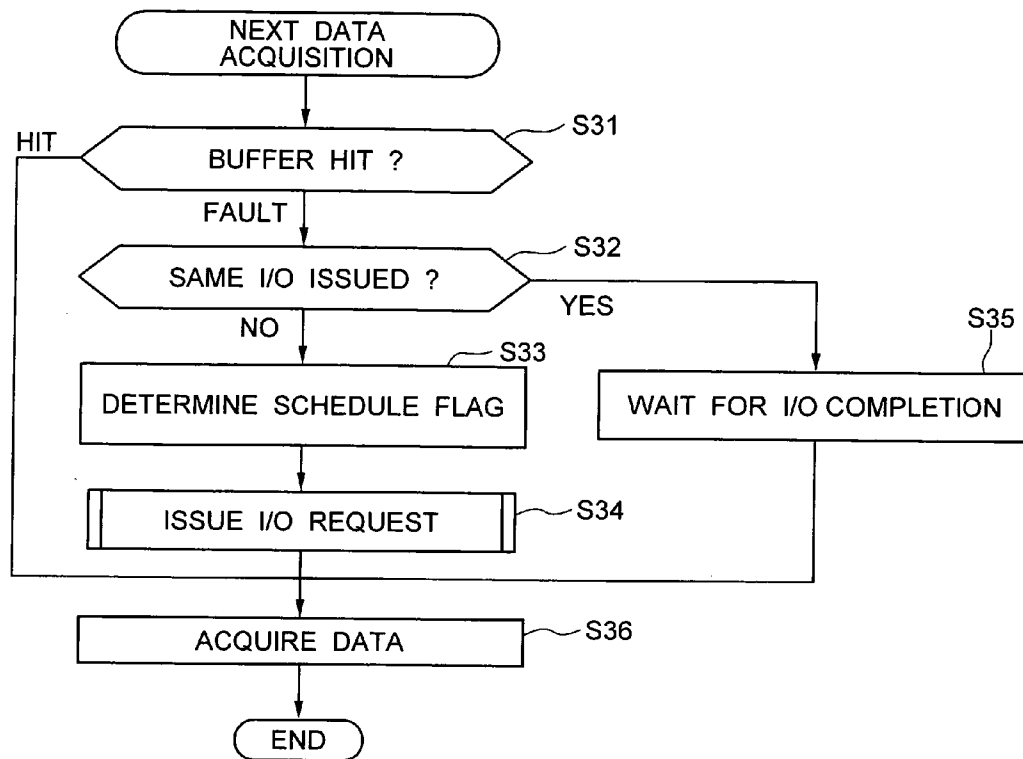 NEXT DATA
ACQUISITION
S31
HIT
BUFFER HIT ?
FAULT
S32
SAME I/O ISSUED ?
YES
NO
S35
S33
DETERMINE SCHEDULE FLAG
WAIT FOR I/O COMPLETION
ISSUE I/O REQUEST
S34
ACQUIRE DATA
S36
END